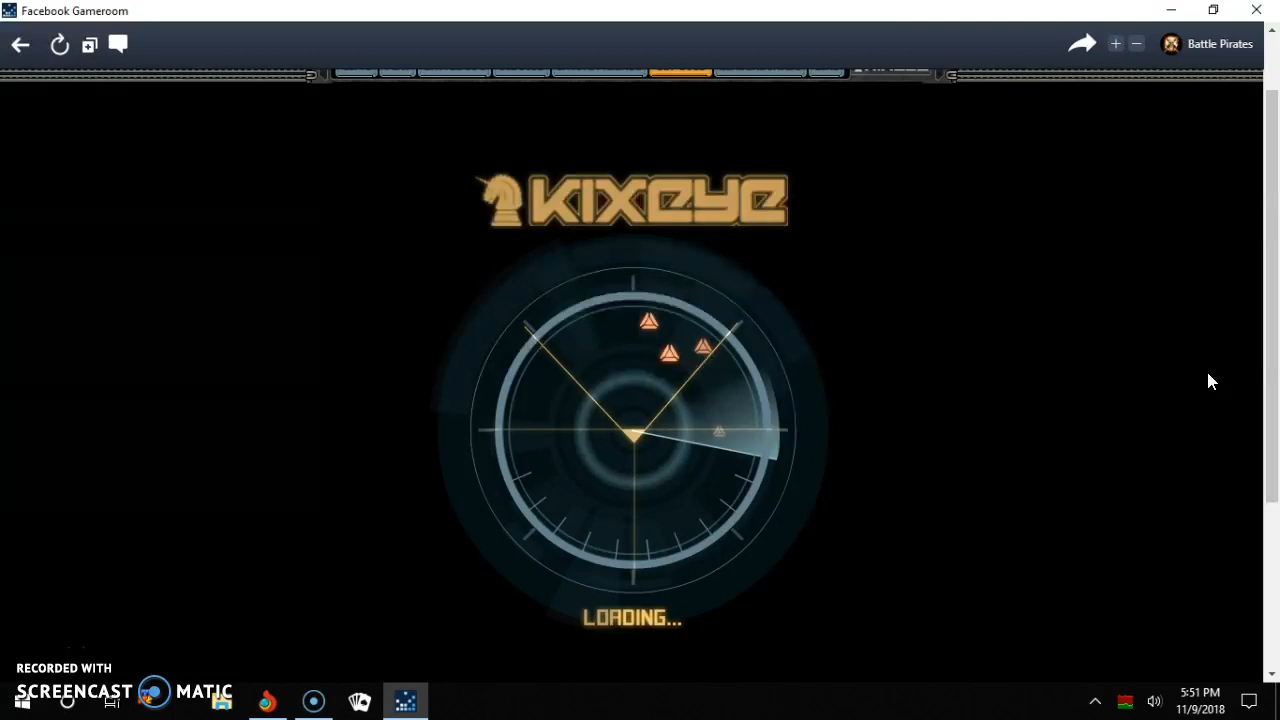 Facebook Gameroom
Battle Pirates
KIXEYE
LOADING...
RECORDED WITH
SCREENCAST MATIC
5:51 PM
11/9/2018